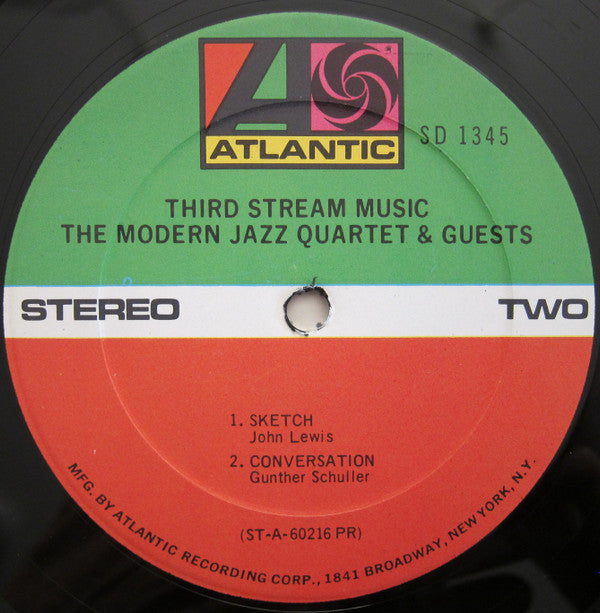 ATLANTIC
SD 1345
THIRD STREAM MUSIC
THE MODERN JAZZ QUARTET & GUESTS
STEREO TWO
1. SKETCH
John Lewis
2. CONVERSATION
Gunther Schuller
(ST-A-60216 PR)
MFG. BY ATLANTIC RECORDING CORP., 1841 BROADWAY, NEW YORK, N.Y.